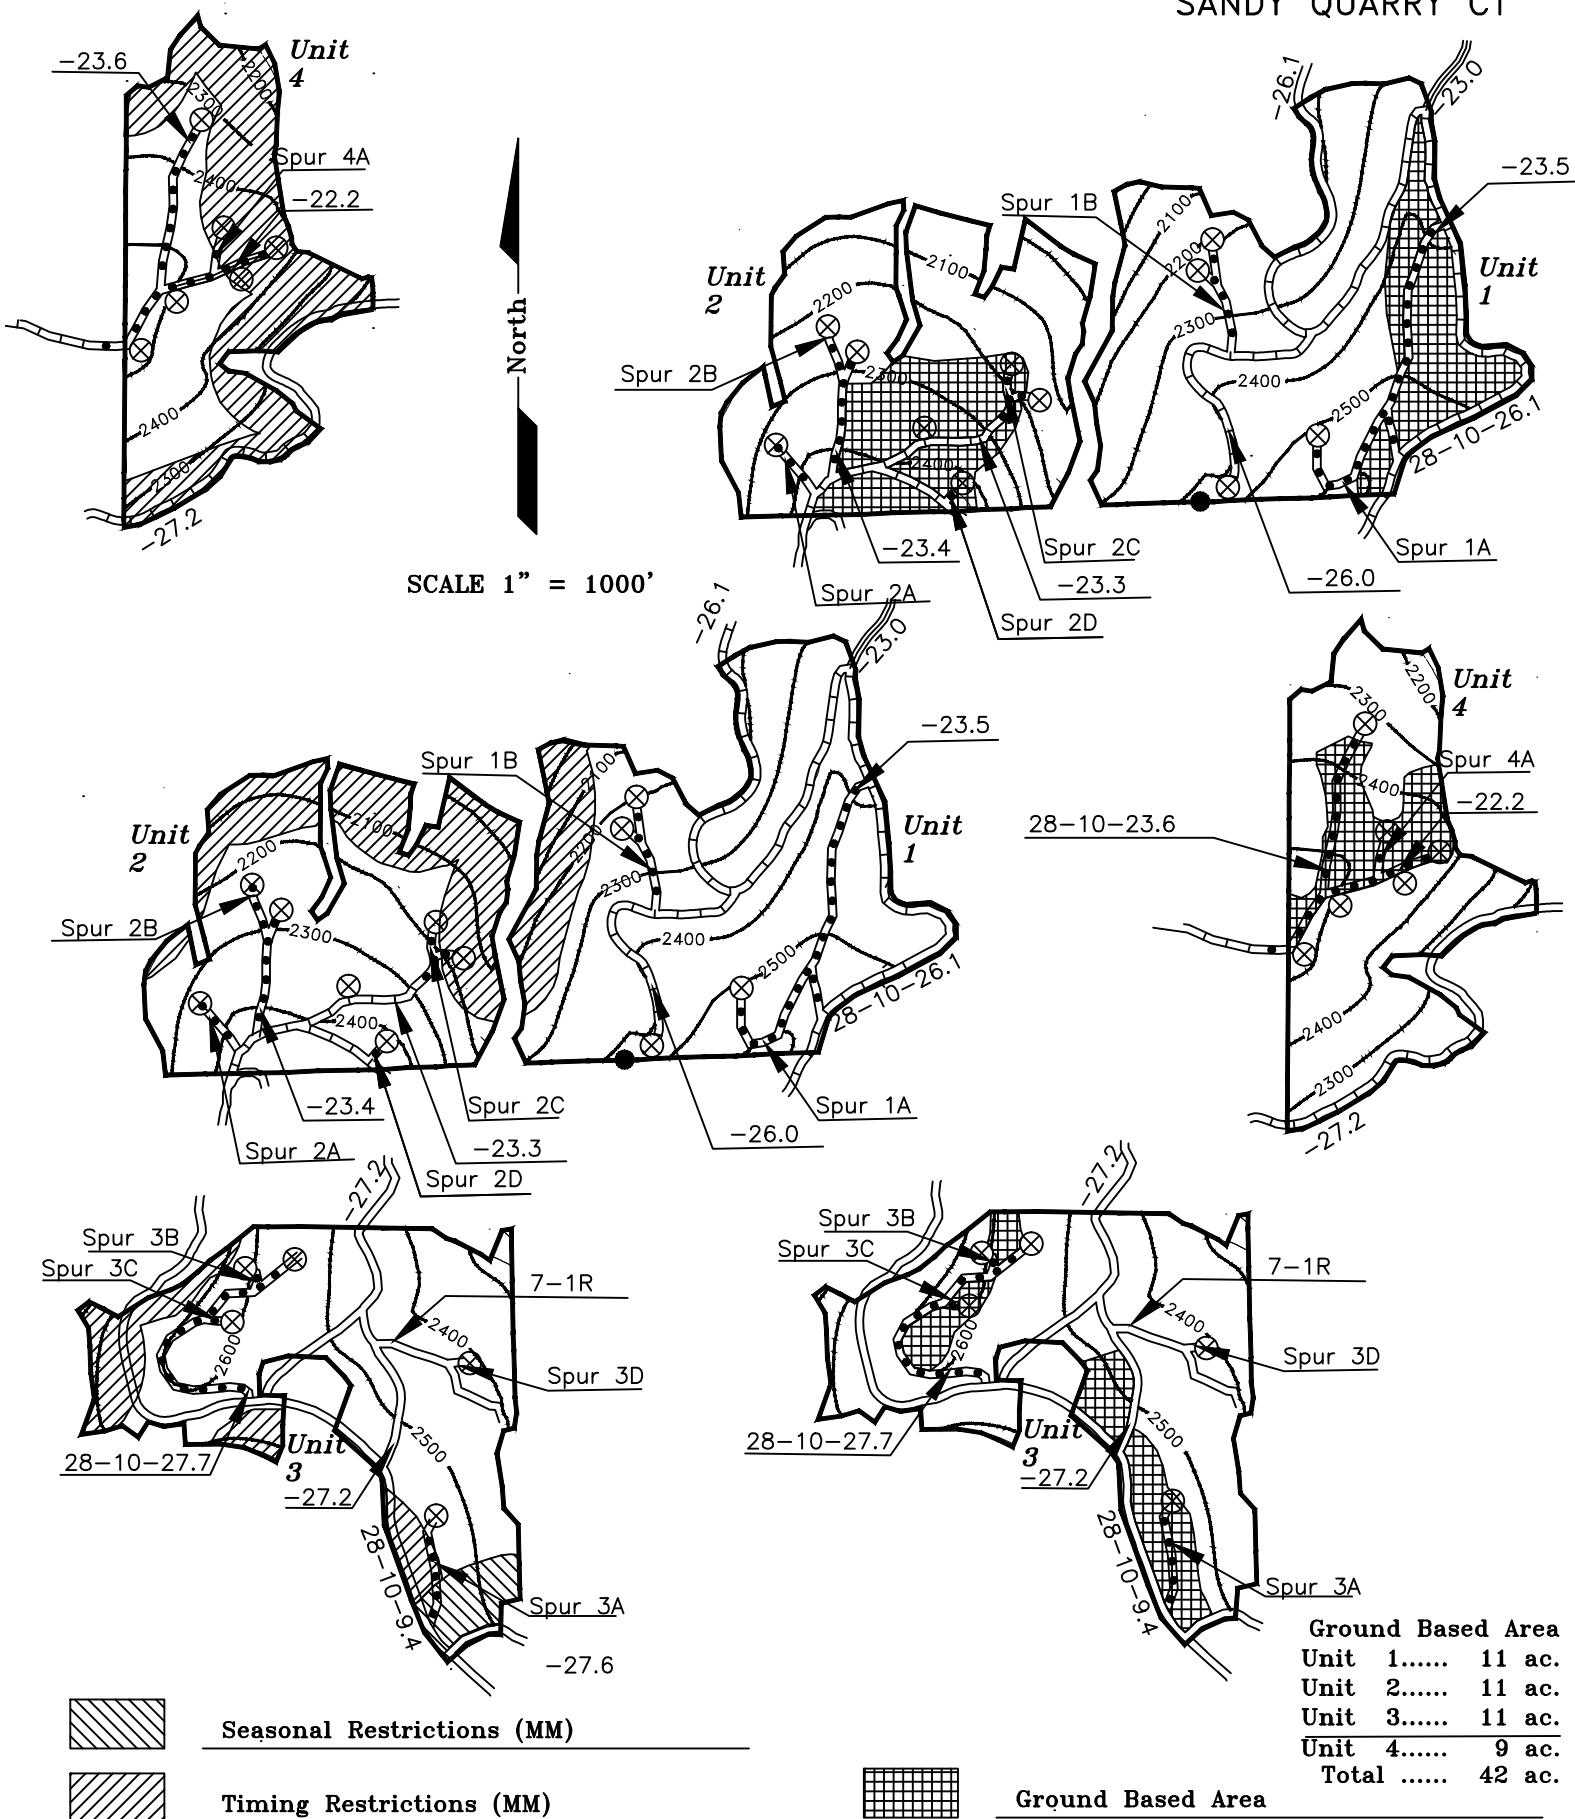 SANDY QUARRY CT
Unit
4
-23.6
2200
2300
Spur 4A
2400
-22.2
2400
2300
-27.2
North
SCALE 1" = 1000'
-26.1
-23.0
-23.5
Spur 1B
2100
2200
2300
2400
2500
Unit
1
28-10-26.1
Spur 1A
-26.0
Unit
2
2100
2200
2300
2400
Spur 2B
-23.4
Spur 2C
Spur 2A
-23.3
Spur 2D
-26.1
-23.0
-23.5
Spur 1B
2100
2200
2300
2400
2500
Unit
1
28-10-26.1
Spur 1A
-26.0
Unit
2
2100
2200
2300
2400
Spur 2B
-23.4
Spur 2C
Spur 2A
-23.3
Spur 2D
Unit
4
2200
2300
Spur 4A
2400
-22.2
28-10-23.6
2400
2300
-27.2
-27.2
Spur 3B
Spur 3C
7-1R
2400
2600
Spur 3D
2500
Unit
3
28-10-27.7
-27.2
28-10-9.4
Spur 3A
-27.6
-27.2
Spur 3B
Spur 3C
7-1R
2400
2600
Spur 3D
2500
Unit
3
28-10-27.7
-27.2
28-10-9.4
Spur 3A
Ground Based Area
Unit 1...... 11 ac.
Unit 2...... 11 ac.
Unit 3...... 11 ac.
Unit 4...... 9 ac.
Total ...... 42 ac.
Seasonal Restrictions (MM)
Timing Restrictions (MM)
Ground Based Area